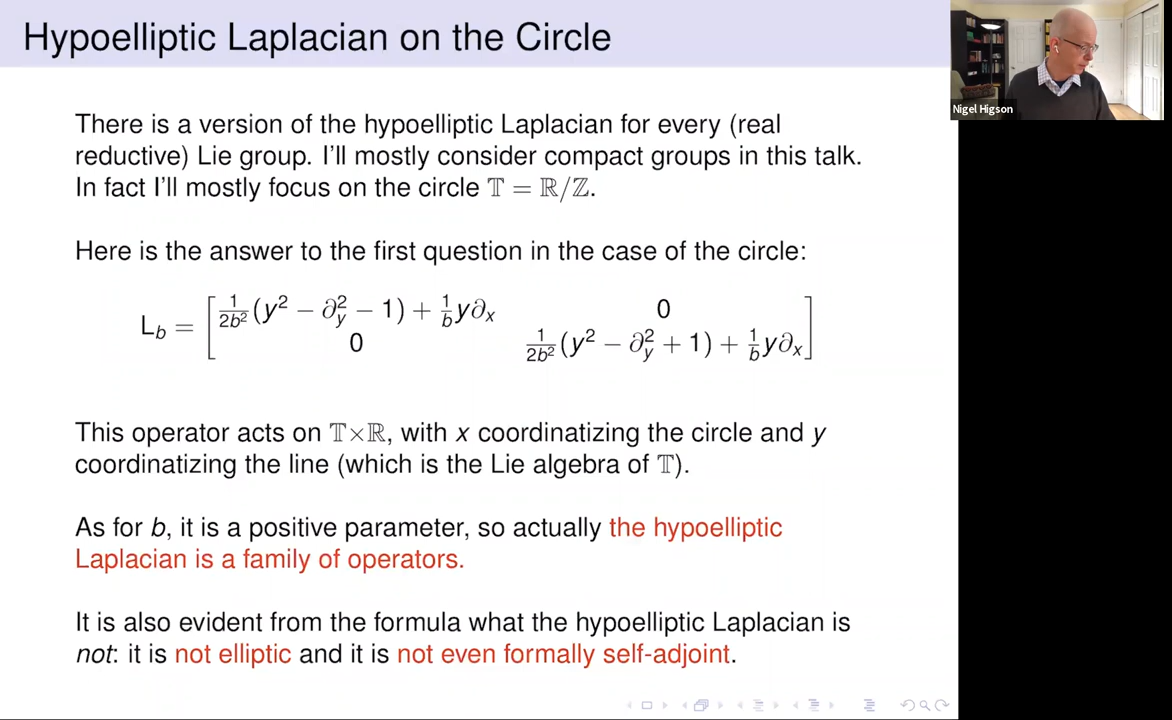 Hypoelliptic Laplacian on the Circle
Nigel Higson
There is a version of the hypoelliptic Laplacian for every (real
reductive) Lie group. I'll mostly consider compact groups in this talk.
In fact I'll mostly focus on the circle 𝕋 = ℝ/ℤ.
Here is the answer to the first question in the case of the circle:
L_b = [ 1/2b² (y² − ∂_y² − 1) + 1/b y∂_x    0
0    1/2b² (y² − ∂_y² + 1) + 1/b y∂_x ]
This operator acts on 𝕋×ℝ, with x coordinatizing the circle and y
coordinatizing the line (which is the Lie algebra of 𝕋).
As for b, it is a positive parameter, so actually the hypoelliptic
Laplacian is a family of operators.
It is also evident from the formula what the hypoelliptic Laplacian is
not: it is not elliptic and it is not even formally self-adjoint.